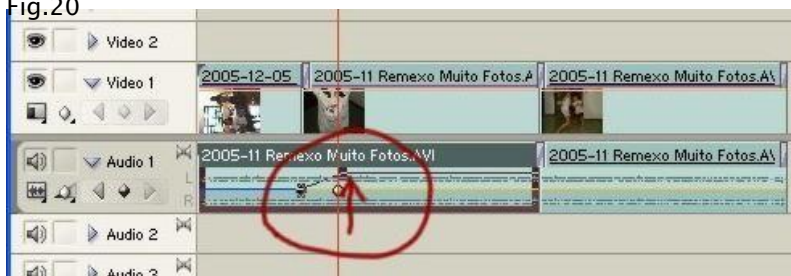 Fig.20
Video 2
Video 1
2005-12-05
2005-11 Remexo Muito Fotos.A
2005-11 Remexo Muito Fotos.A\
Audio 1
2005-11 Remexo Muito Fotos.AVI
2005-11 Remexo Muito Fotos.A\
L
R
Audio 2
Audio 3